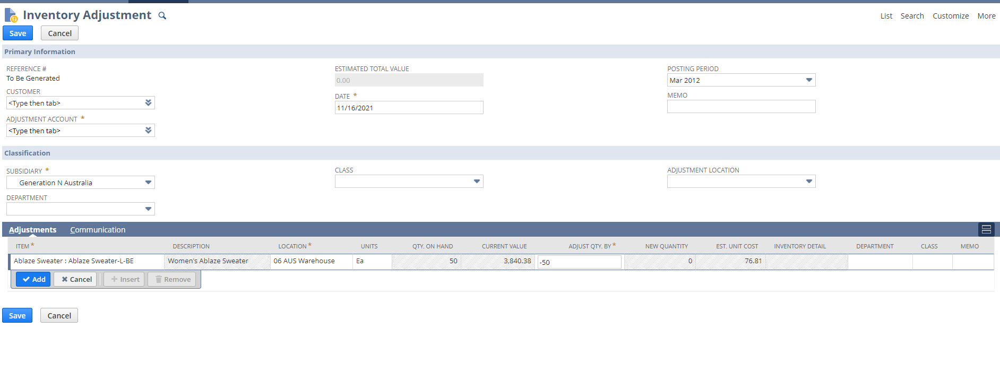 Inventory Adjustment
List Search Customize More
Save Cancel
Primary Information
REFERENCE #
To Be Generated
CUSTOMER
<Type then tab>
ADJUSTMENT ACCOUNT *
<Type then tab>
ESTIMATED TOTAL VALUE
0.00
DATE *
11/16/2021
POSTING PERIOD
Mar 2012
MEMO
Classification
SUBSIDIARY *
Generation N Australia
DEPARTMENT
CLASS
ADJUSTMENT LOCATION
Adjustments Communication
ITEM * DESCRIPTION LOCATION * UNITS QTY. ON HAND CURRENT VALUE ADJUST QTY. BY * NEW QUANTITY EST. UNIT COST INVENTORY DETAIL DEPARTMENT CLASS MEMO
Ablaze Sweater : Ablaze Sweater-L-BE Women's Ablaze Sweater 06 AUS Warehouse Ea 50 3,840.38 -50 0 76.81
Add Cancel Insert Remove
Save Cancel